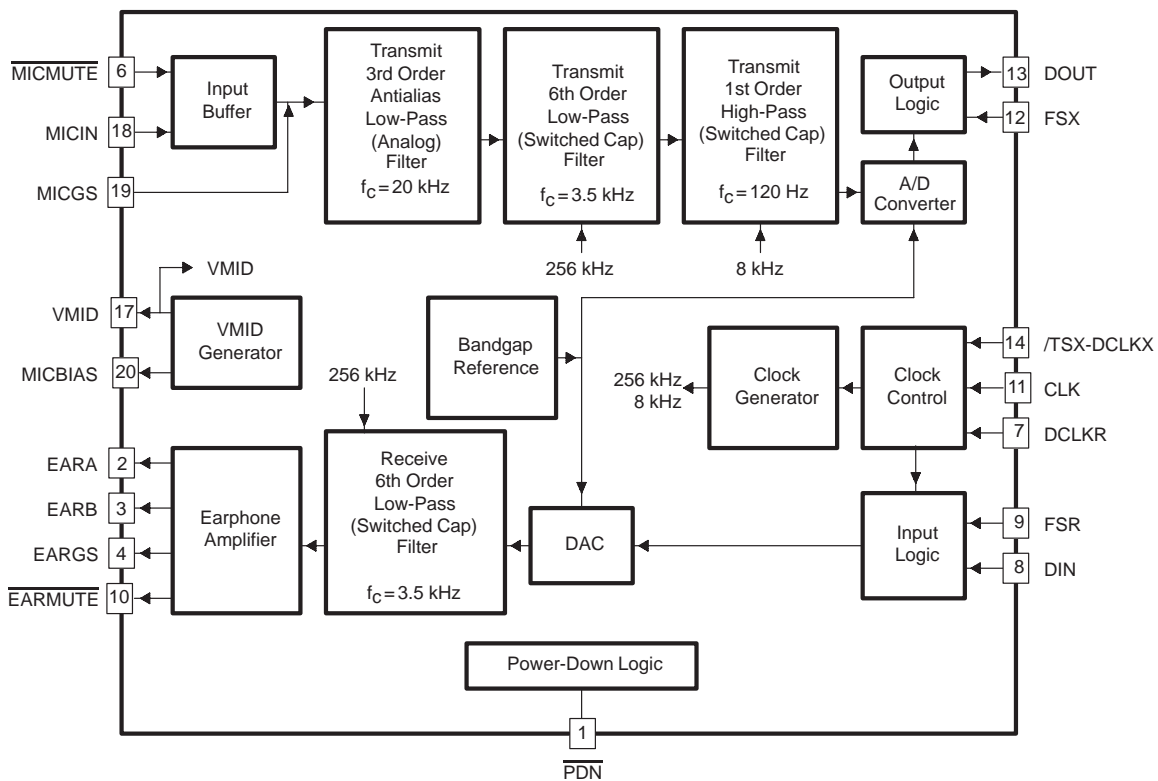 MICMUTE
6
MICIN
18
MICGS
19
Input
Buffer
Transmit
3rd Order
Antialias
Low-Pass
(Analog)
Filter
fC = 20 kHz
Transmit
6th Order
Low-Pass
(Switched Cap)
Filter
fC = 3.5 kHz
256 kHz
Transmit
1st Order
High-Pass
(Switched Cap)
Filter
fC = 120 Hz
8 kHz
Output
Logic
A/D
Converter
13
DOUT
12
FSX
VMID
VMID
17
MICBIAS
20
VMID
Generator
Bandgap
Reference
256 kHz
8 kHz
Clock
Generator
Clock
Control
14
/TSX-DCLKX
11
CLK
7
DCLKR
256 kHz
EARA
2
EARB
3
EARGS
4
EARMUTE
10
Earphone
Amplifier
Receive
6th Order
Low-Pass
(Switched Cap)
Filter
fC = 3.5 kHz
DAC
Input
Logic
9
FSR
8
DIN
Power-Down Logic
1
PDN